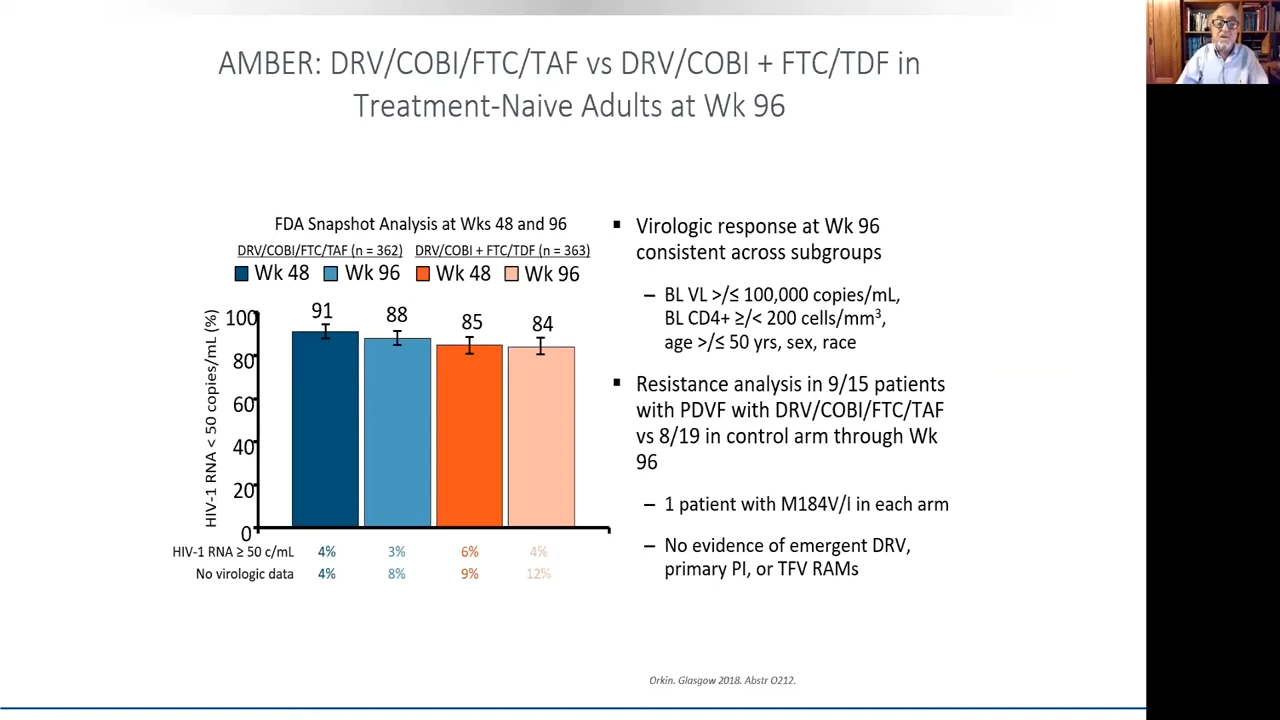 AMBER: DRV/COBI/FTC/TAF vs DRV/COBI + FTC/TDF in
Treatment-Naive Adults at Wk 96
FDA Snapshot Analysis at Wks 48 and 96
DRV/COBI/FTC/TAF (n = 362) DRV/COBI + FTC/TDF (n = 363)
Wk 48 Wk 96 Wk 48 Wk 96
HIV-1 RNA < 50 copies/mL (%)
100
80
60
40
20
0
91 88 85 84
HIV-1 RNA ≥ 50 c/mL 4% 3% 6% 4%
No virologic data 4% 8% 9% 12%
▪ Virologic response at Wk 96
consistent across subgroups
– BL VL >/≤ 100,000 copies/mL,
BL CD4+ ≥/< 200 cells/mm³,
age >/≤ 50 yrs, sex, race
▪ Resistance analysis in 9/15 patients
with PDVF with DRV/COBI/FTC/TAF
vs 8/19 in control arm through Wk
96
– 1 patient with M184V/I in each arm
– No evidence of emergent DRV,
primary PI, or TFV RAMs
Orkin. Glasgow 2018. Abstr O212.